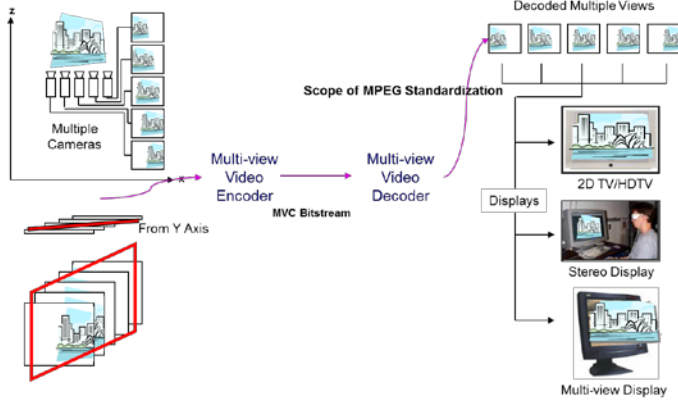 z
Multiple
Cameras
x
From Y Axis
Multi-view
Video
Encoder
MVC Bitstream
Multi-view
Video
Decoder
Scope of MPEG Standardization
Decoded Multiple Views
Displays
2D TV/HDTV
Stereo Display
Multi-view Display